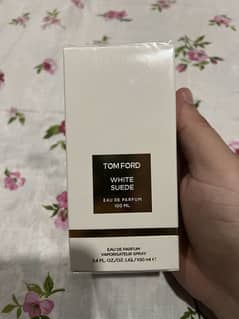 TOM FORD
WHITE
SUEDE
EAU DE PARFUM
100 ML
EAU DE PARFUM
VAPORISATEUR SPRAY
3.4 FL. OZ./OZ. LIQ./100 ml ℮